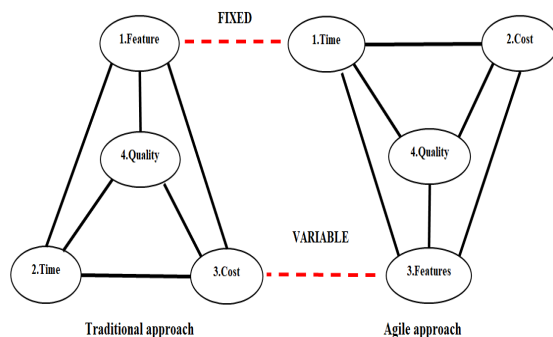 FIXED
1.Feature
1.Time
2.Cost
4.Quality
4.Quality
VARIABLE
2.Time
3.Cost
3.Features
Traditional approach
Agile approach